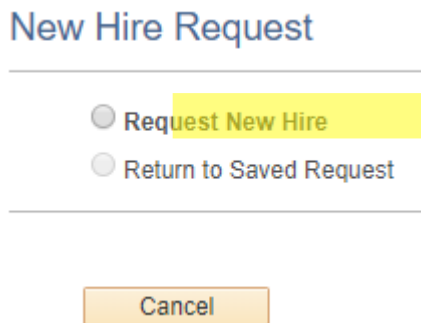 New Hire Request
Request New Hire
Return to Saved Request
Cancel